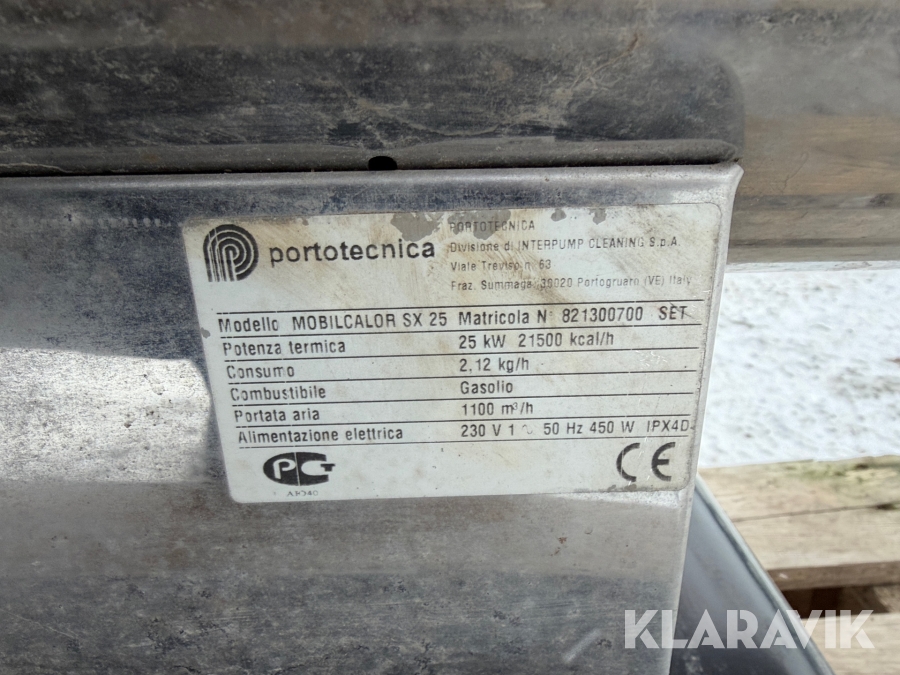 portotecnica
PORTOTECNICA
Divisione di INTERPUMP CLEANING S.p.A.
Viale Treviso n. 63
Fraz. Summaga, 30020 Portogruaro (VE) Italy
Modello MOBILCALOR SX 25 Matricola N° 821300700 SET
Potenza termica 25 kW 21500 kcal/h
Consumo 2,12 kg/h
Combustibile Gasolio
Portata aria 1100 m³/h
Alimentazione elettrica 230 V 1 ~ 50 Hz 450 W IPX4D
CE
KLARAVIK